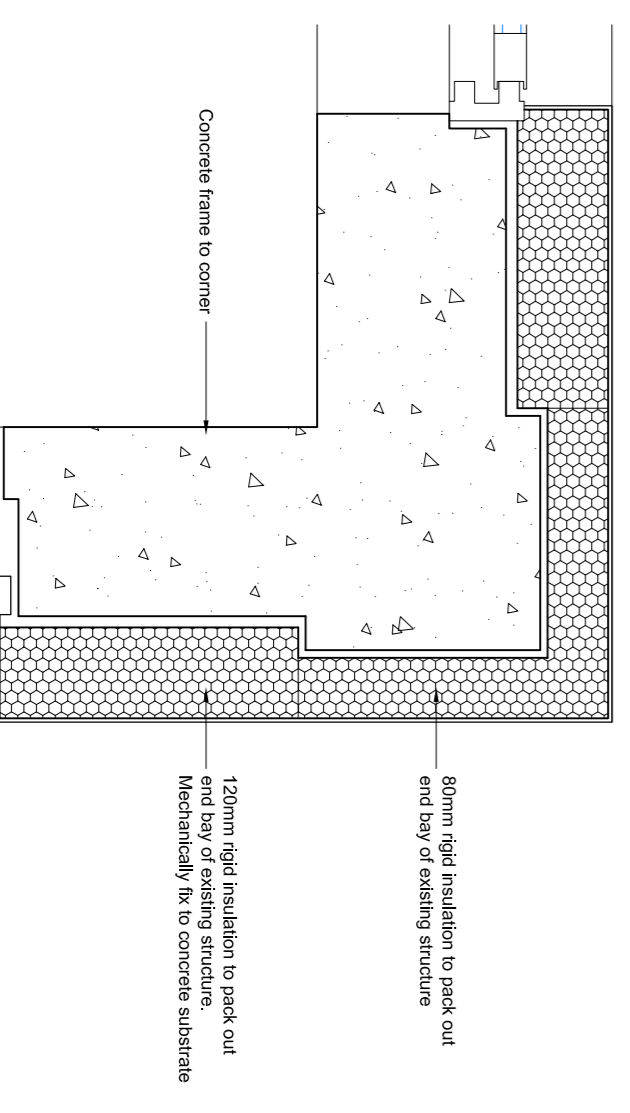 Concrete frame to corner
80mm rigid insulation to pack out
end bay of existing structure
120mm rigid insulation to pack out
end bay of existing structure.
Mechanically fix to concrete substrate